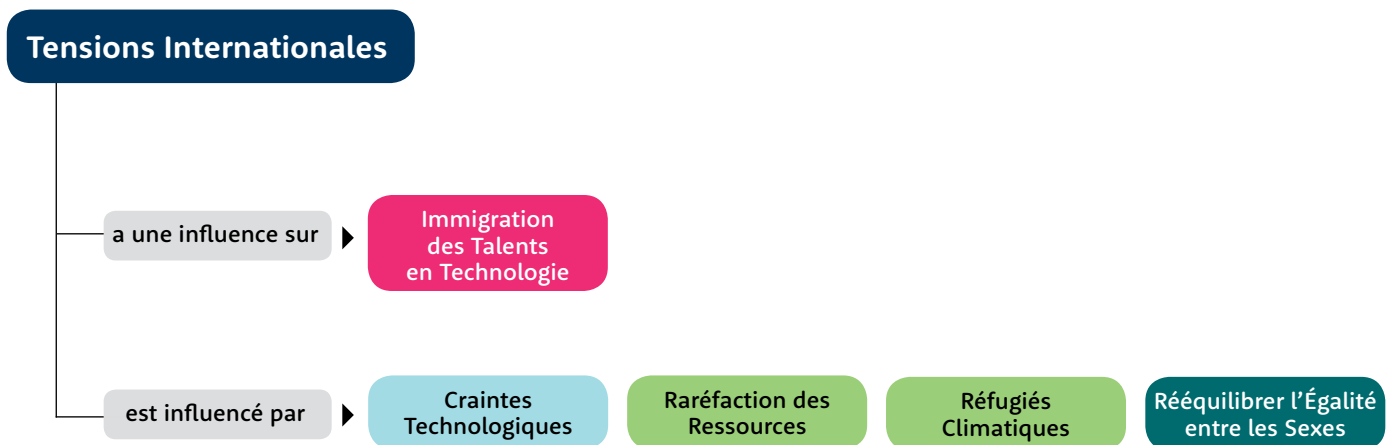 Tensions Internationales
a une influence sur
Immigration
des Talents
en Technologie
est influencé par
Craintes
Technologiques
Raréfaction des
Ressources
Réfugiés
Climatiques
Rééquilibrer l’Égalité
entre les Sexes